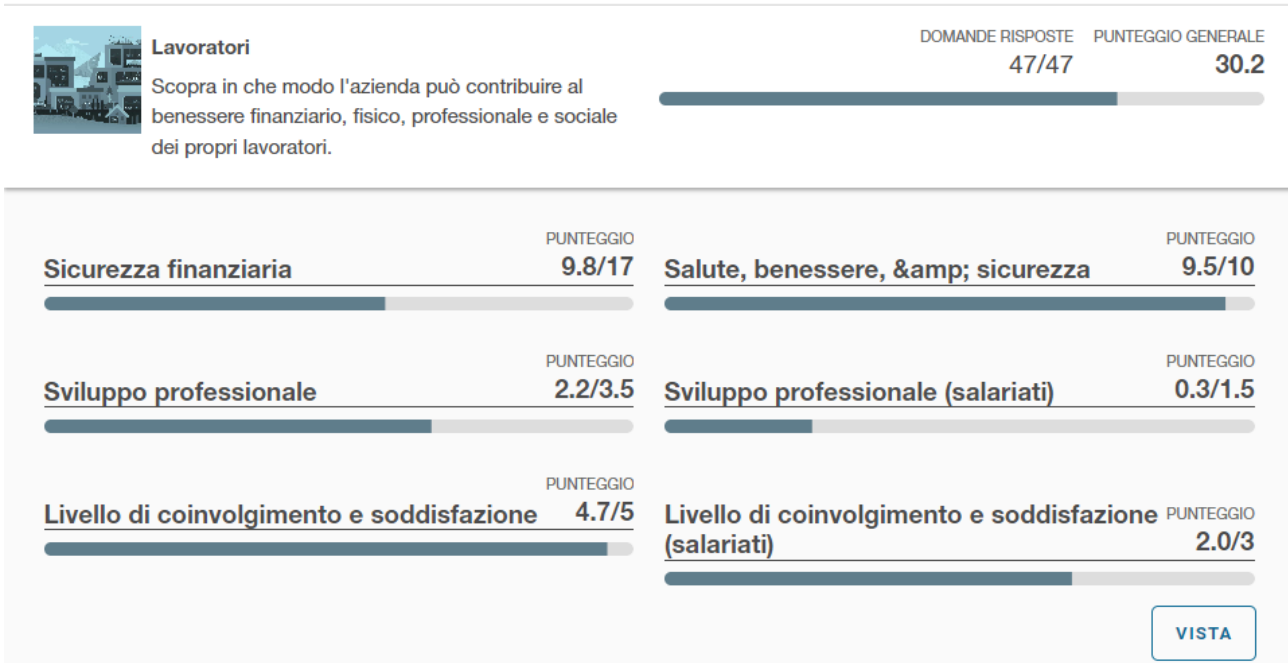 Lavoratori
Scopra in che modo l'azienda può contribuire al
benessere finanziario, fisico, professionale e sociale
dei propri lavoratori.
DOMANDE RISPOSTE PUNTEGGIO GENERALE
47/47 30.2
PUNTEGGIO
Sicurezza finanziaria 9.8/17
PUNTEGGIO
Salute, benessere, &amp; sicurezza 9.5/10
PUNTEGGIO
Sviluppo professionale 2.2/3.5
PUNTEGGIO
Sviluppo professionale (salariati) 0.3/1.5
PUNTEGGIO
Livello di coinvolgimento e soddisfazione 4.7/5
Livello di coinvolgimento e soddisfazione PUNTEGGIO
(salariati) 2.0/3
VISTA